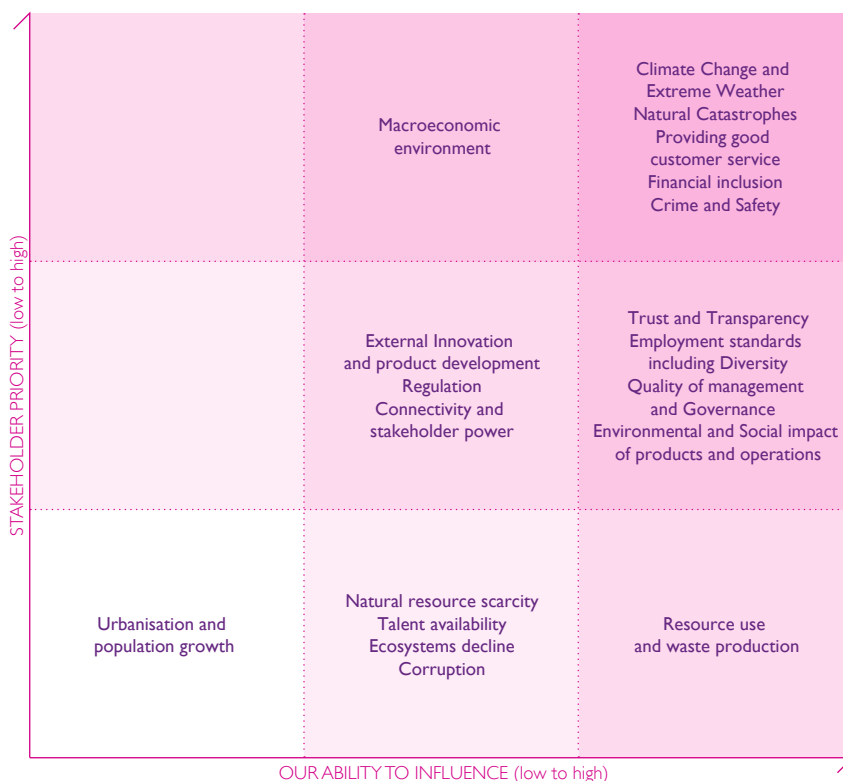 STAKEHOLDER PRIORITY (low to high)
Macroeconomic
environment
Climate Change and
Extreme Weather
Natural Catastrophes
Providing good
customer service
Financial inclusion
Crime and Safety
External Innovation
and product development
Regulation
Connectivity and
stakeholder power
Trust and Transparency
Employment standards
including Diversity
Quality of management
and Governance
Environmental and Social impact
of products and operations
Urbanisation and
population growth
Natural resource scarcity
Talent availability
Ecosystems decline
Corruption
Resource use
and waste production
OUR ABILITY TO INFLUENCE (low to high)